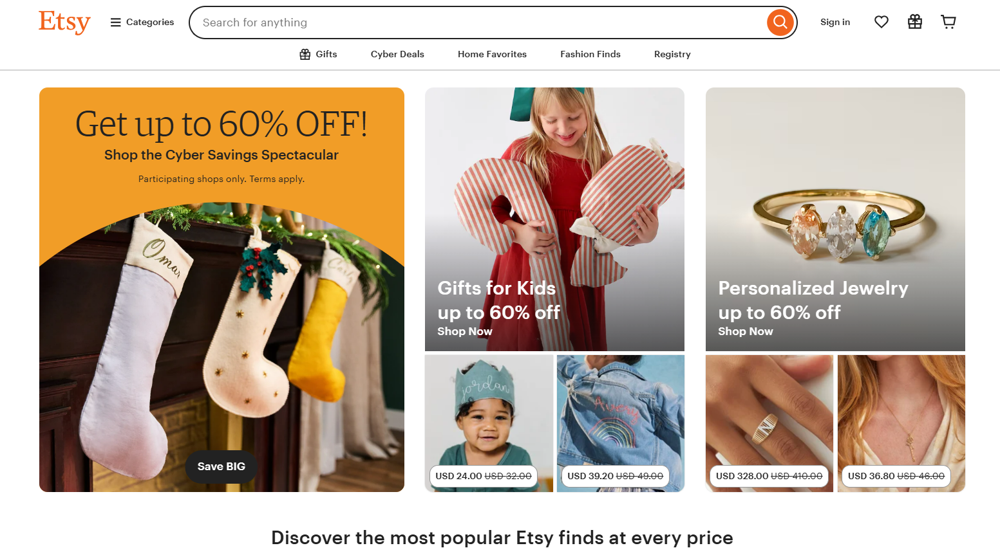 Etsy
Categories
Search for anything
Sign in
Gifts
Cyber Deals
Home Favorites
Fashion Finds
Registry
Get up to 60% OFF!
Shop the Cyber Savings Spectacular
Participating shops only. Terms apply.
Omar
Carly
Save BIG
Gifts for Kids
up to 60% off
Shop Now
jordan
USD 24.00 USD 32.00
Avery
USD 39.20 USD 49.00
Personalized Jewelry
up to 60% off
Shop Now
N
USD 328.00 USD 410.00
USD 36.80 USD 46.00
Discover the most popular Etsy finds at every price